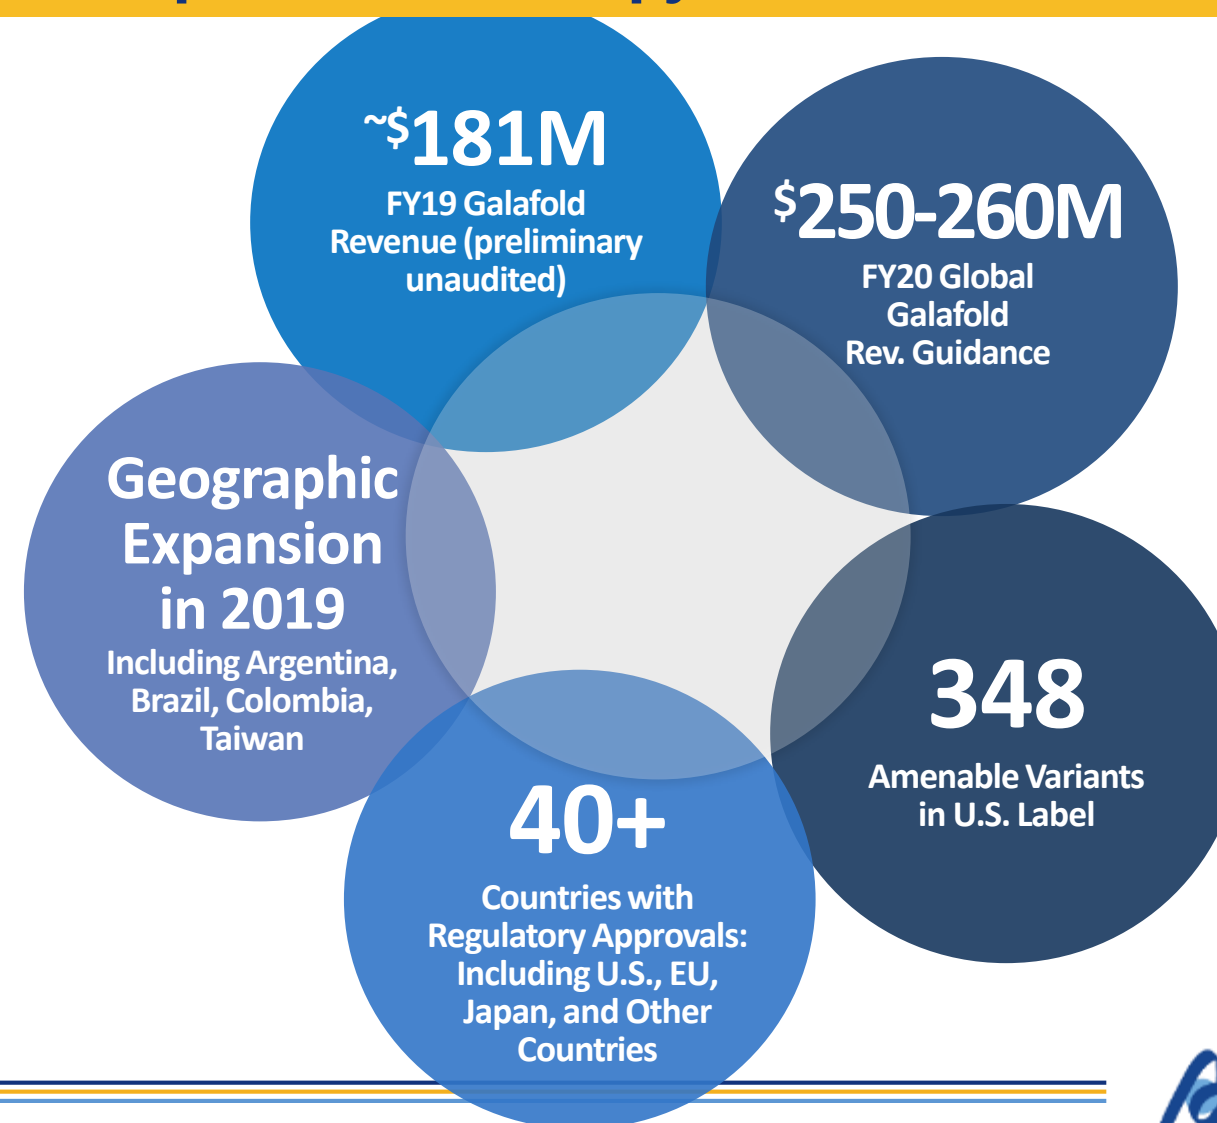 ~$181M
FY19 Galafold
Revenue (preliminary
unaudited)
$250-260M
FY20 Global
Galafold
Rev. Guidance
Geographic
Expansion
in 2019
Including Argentina,
Brazil, Colombia,
Taiwan
348
Amenable Variants
in U.S. Label
40+
Countries with
Regulatory Approvals:
Including U.S., EU,
Japan, and Other
Countries